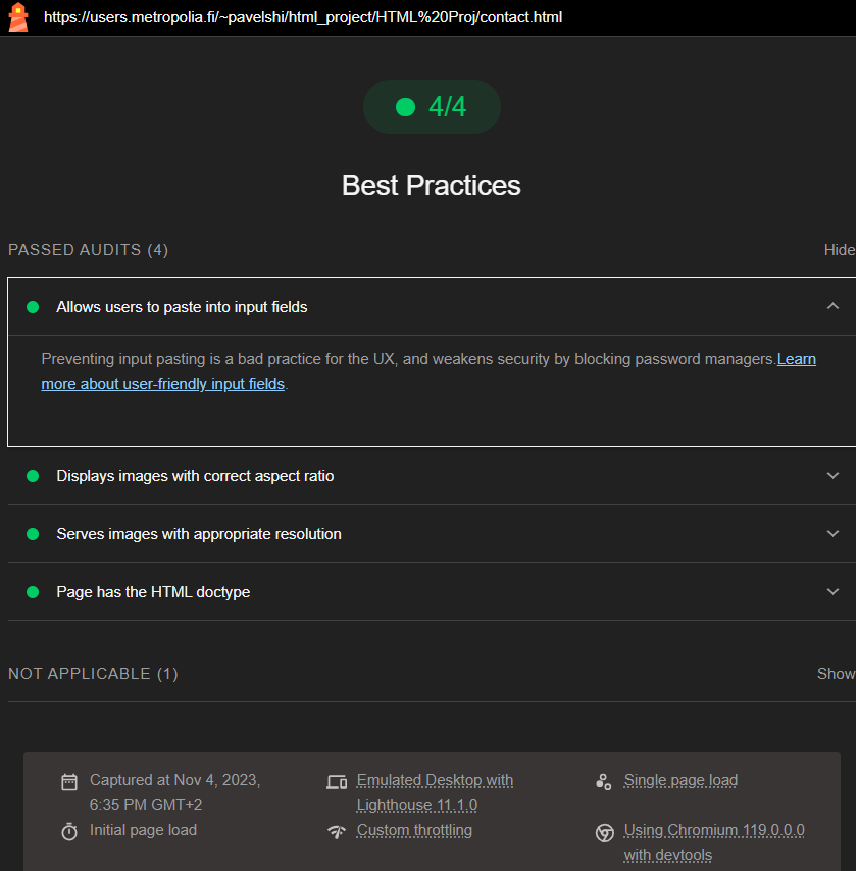 https://users.metropolia.fi/~pavelshi/html_project/HTML%20Proj/contact.html
4/4
Best Practices
PASSED AUDITS (4)
Hide
Allows users to paste into input fields
Preventing input pasting is a bad practice for the UX, and weakens security by blocking password managers.Learn
more about user-friendly input fields.
Displays images with correct aspect ratio
Serves images with appropriate resolution
Page has the HTML doctype
NOT APPLICABLE (1)
Show
Captured at Nov 4, 2023,
6:35 PM GMT+2
Emulated Desktop with
Lighthouse 11.1.0
Single page load
Initial page load
Custom throttling
Using Chromium 119.0.0.0
with devtools